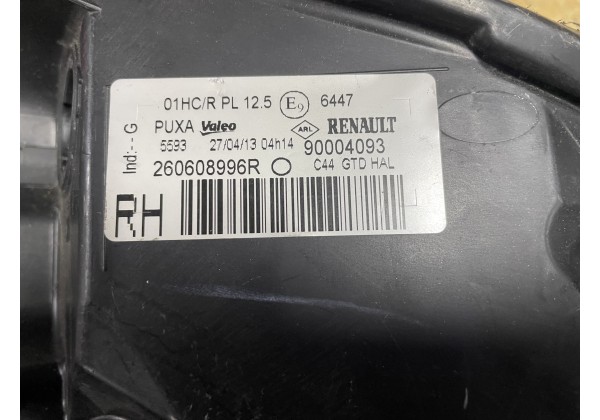 01HC/R PL 12.5 E9 6447
Ind:-- G
PUXA Valeo ARL RENAULT
5593 27/04/13 04h14 90004093
260608996R C44 GTD HAL
RH